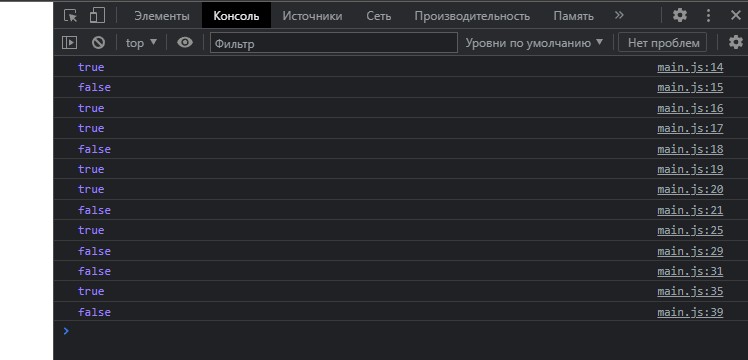 Элементы Консоль Источники Сеть Производительность Память »
top Фильтр Уровни по умолчанию Нет проблем
true main.js:14
false main.js:15
true main.js:16
true main.js:17
false main.js:18
true main.js:19
true main.js:20
false main.js:21
true main.js:25
false main.js:29
false main.js:31
true main.js:35
false main.js:39